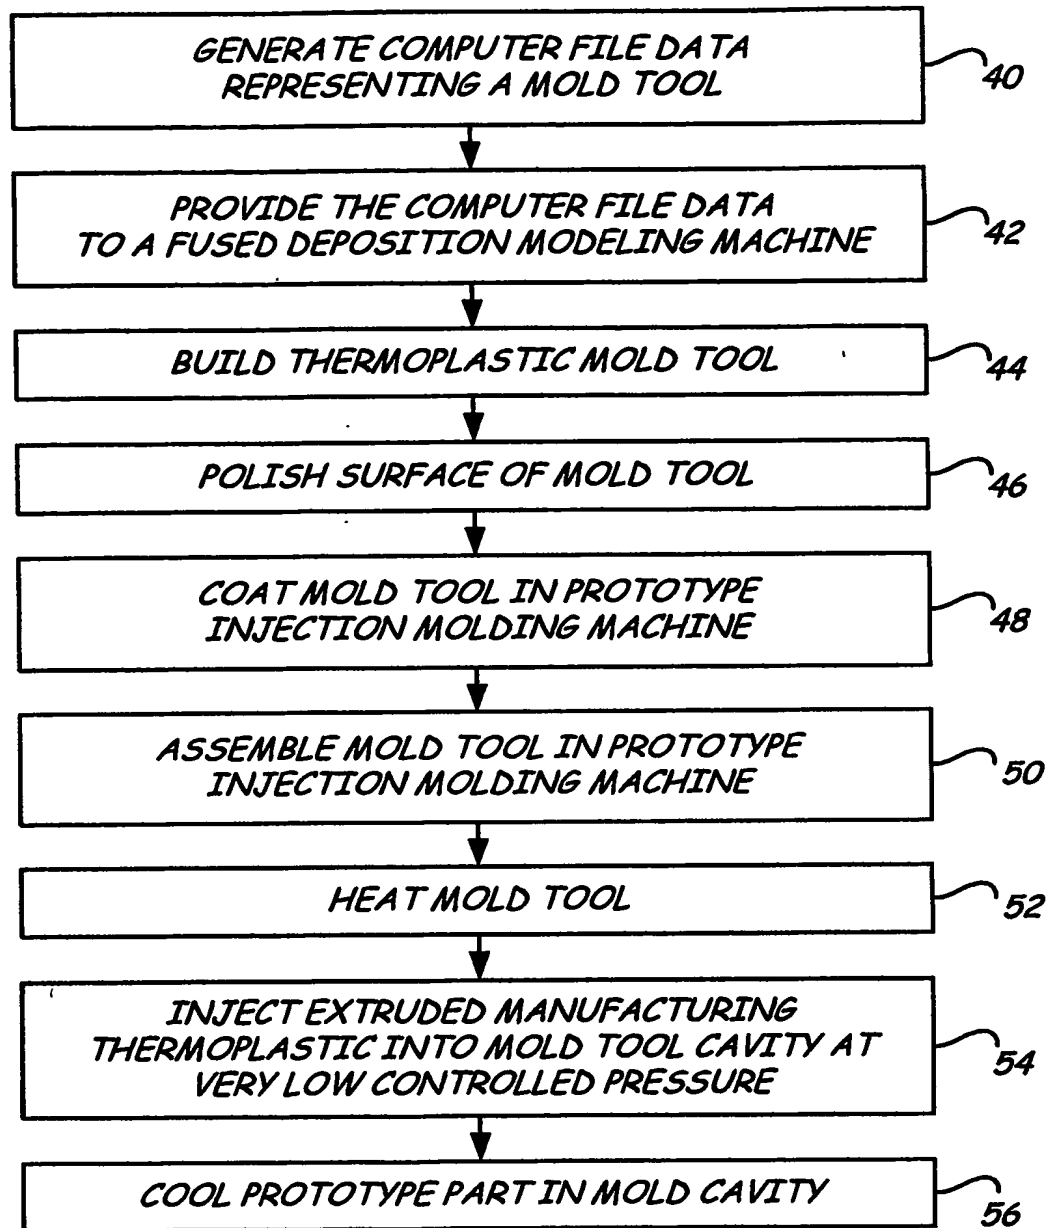 GENERATE COMPUTER FILE DATA
REPRESENTING A MOLD TOOL
40
PROVIDE THE COMPUTER FILE DATA
TO A FUSED DEPOSITION MODELING MACHINE
42
BUILD THERMOPLASTIC MOLD TOOL
44
POLISH SURFACE OF MOLD TOOL
46
COAT MOLD TOOL IN PROTOTYPE
INJECTION MOLDING MACHINE
48
ASSEMBLE MOLD TOOL IN PROTOTYPE
INJECTION MOLDING MACHINE
50
HEAT MOLD TOOL
52
INJECT EXTRUDED MANUFACTURING
THERMOPLASTIC INTO MOLD TOOL CAVITY AT
VERY LOW CONTROLLED PRESSURE
54
COOL PROTOTYPE PART IN MOLD CAVITY
56